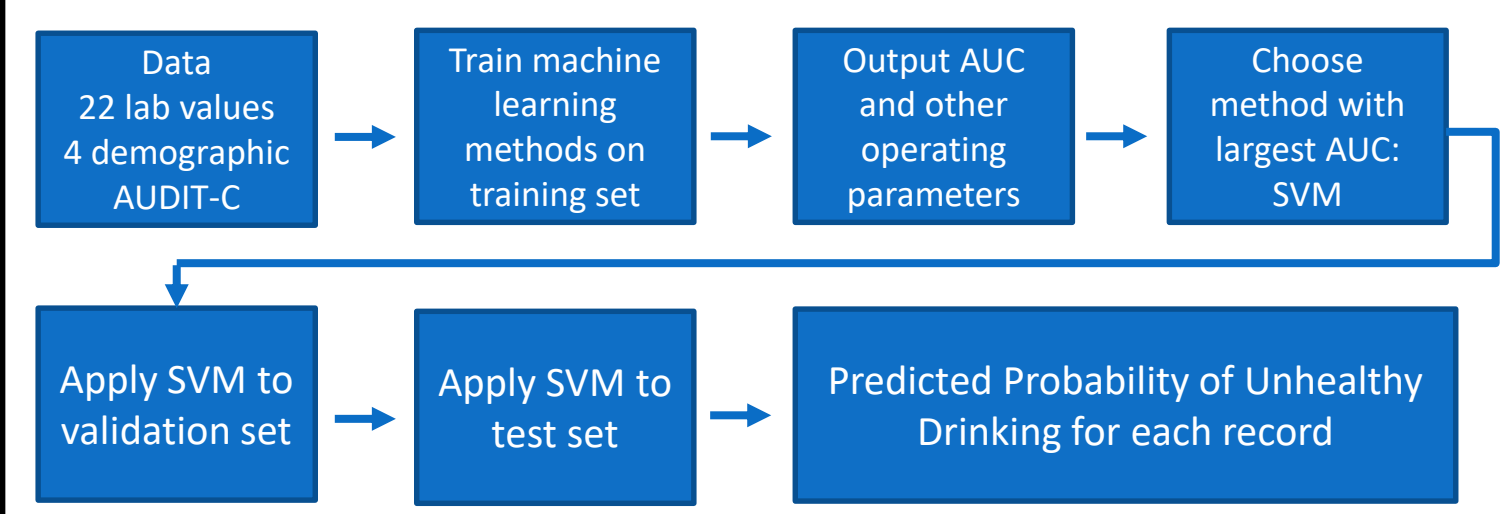 Data
22 lab values
4 demographic
AUDIT-C
Train machine
learning
methods on
training set
Output AUC
and other
operating
parameters
Choose
method with
largest AUC:
SVM
Apply SVM to
validation set
Apply SVM to
test set
Predicted Probability of Unhealthy
Drinking for each record